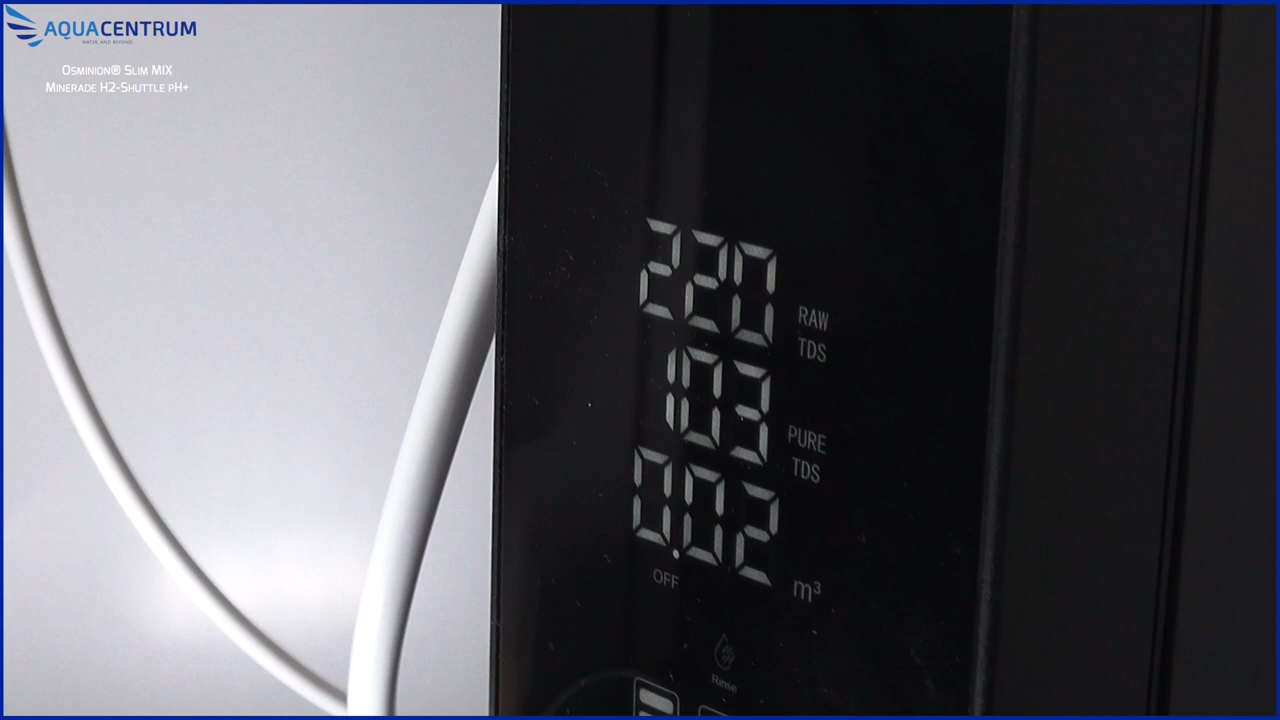 AQUACENTRUM
WATER, AND BEYOND.
Osminion® Slim MIX
Minerade H2-Shuttle pH+
220
RAW
TDS
103
PURE
TDS
0.02
m³
OFF
Rinse